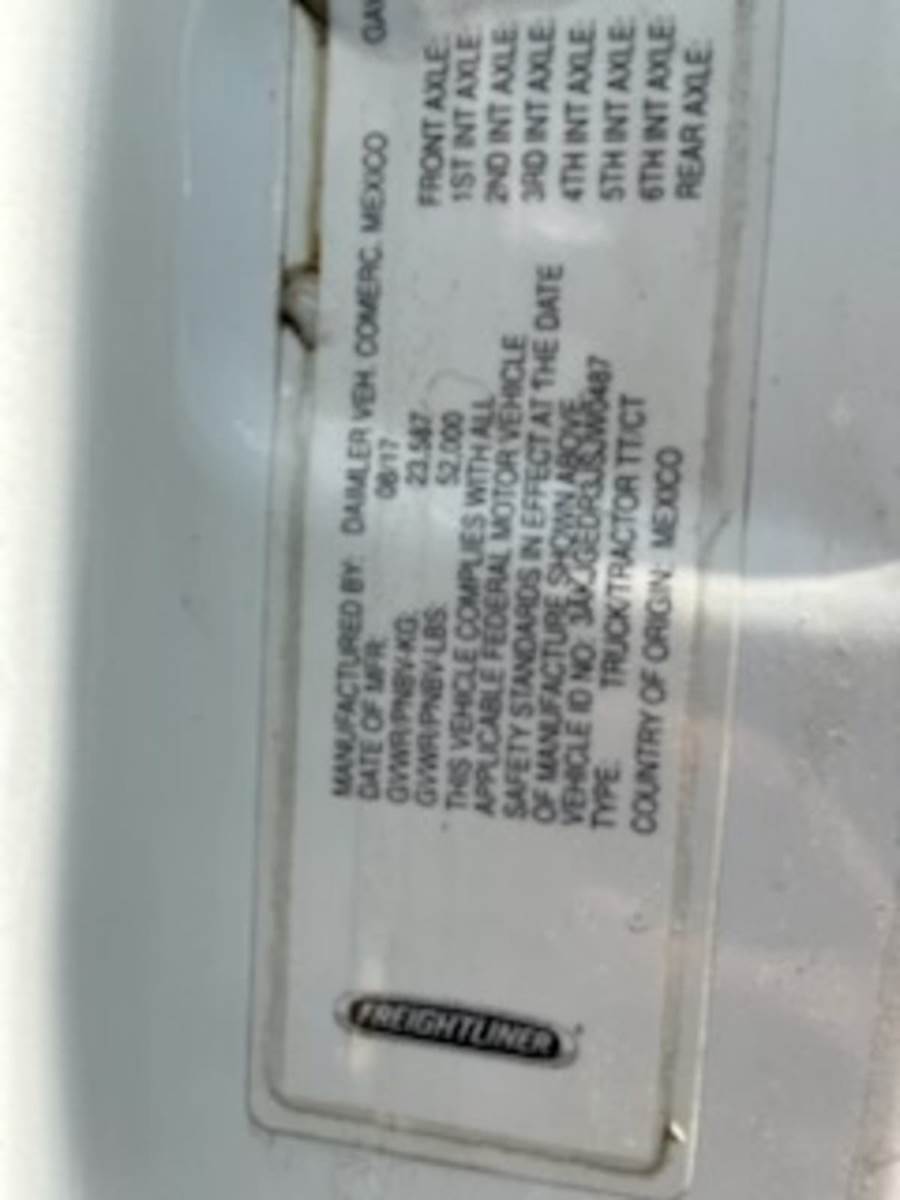 FREIGHTLINER
MANUFACTURED BY: DAIMLER VEH. COMERC. MEXICO
DATE OF MFR: 08/17
GVWR/PNBV-KG: 23,587
GVWR/PNBV-LBS: 52,000
THIS VEHICLE COMPLIES WITH ALL
APPLICABLE FEDERAL MOTOR VEHICLE
SAFETY STANDARDS IN EFFECT AT THE DATE
OF MANUFACTURE SHOWN ABOVE.
VEHICLE ID NO:
TYPE: TRUCK/TRACTOR TT/CT
COUNTRY OF ORIGIN: MEXICO
FRONT AXLE:
1ST INT AXLE:
2ND INT AXLE:
3RD INT AXLE:
4TH INT AXLE:
5TH INT AXLE:
6TH INT AXLE:
REAR AXLE: